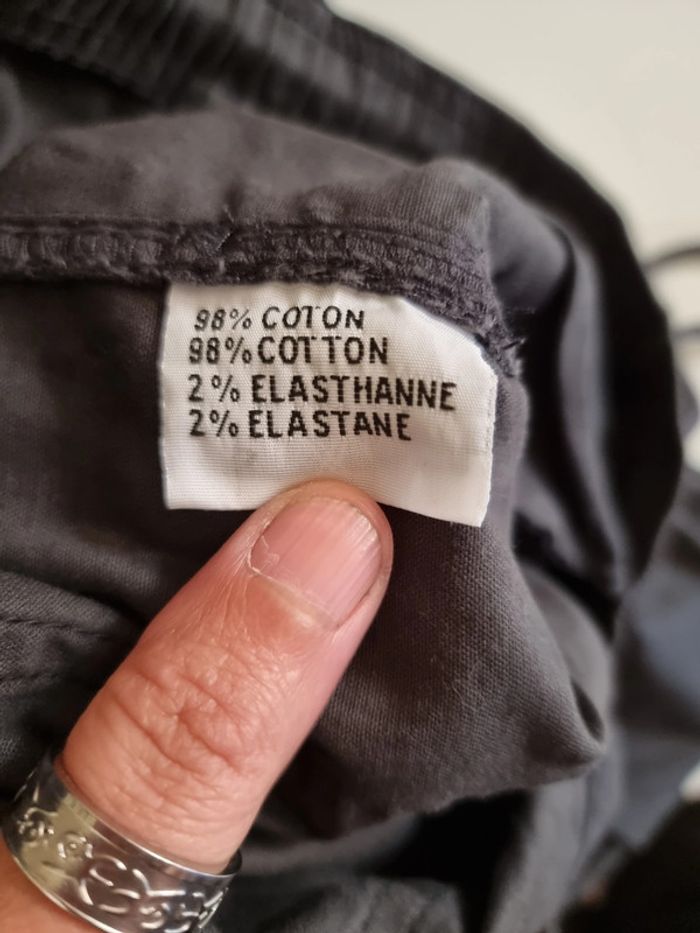 98% COTON
98% COTTON
2% ELASTHANNE
2% ELASTANE